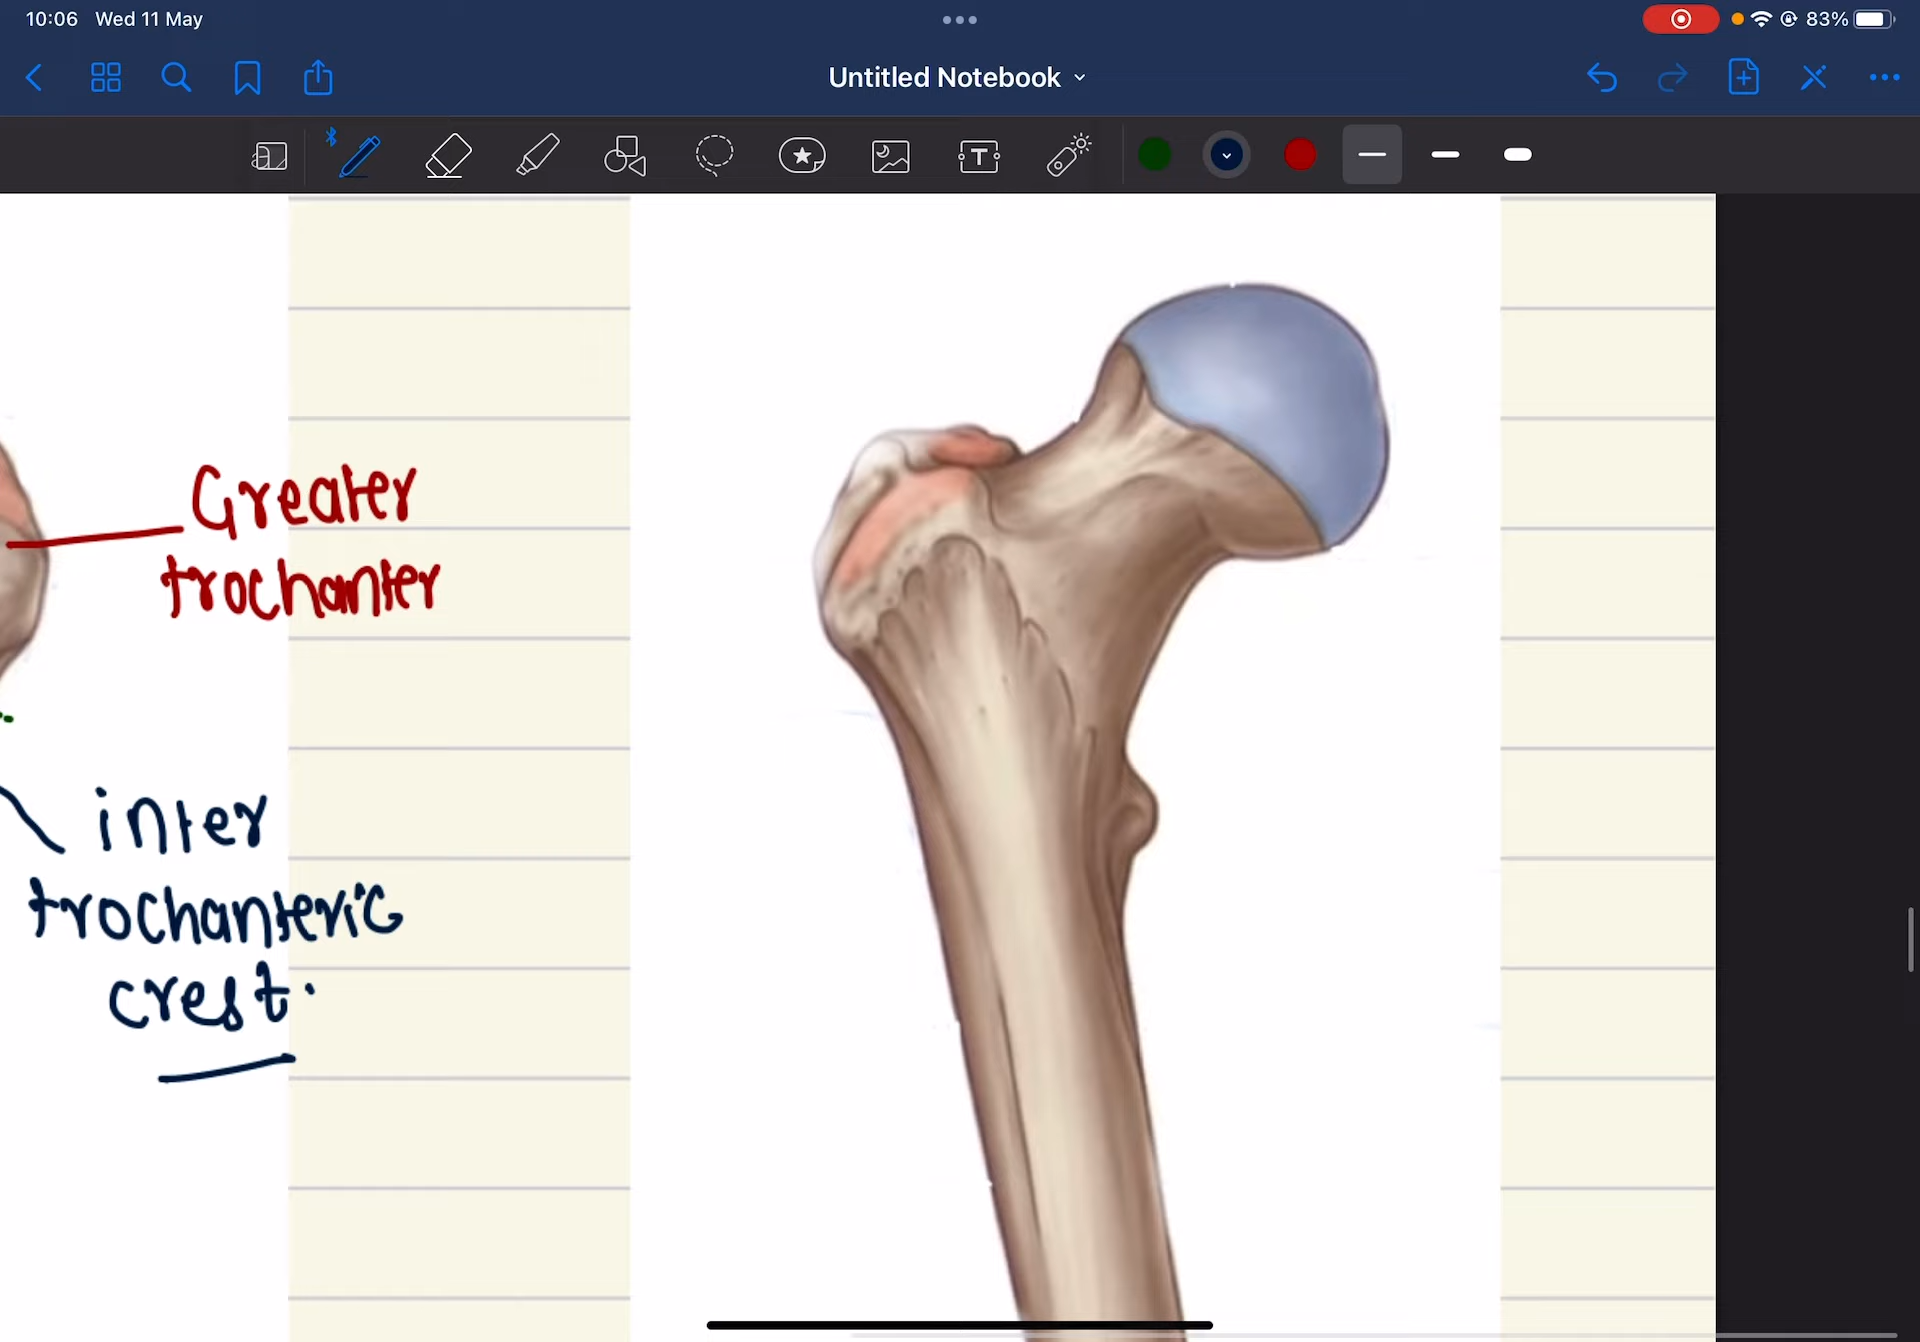 10:06 Wed 11 May
83%
Untitled Notebook
T
Greater
trochanter
inter
trochanteric
crest.